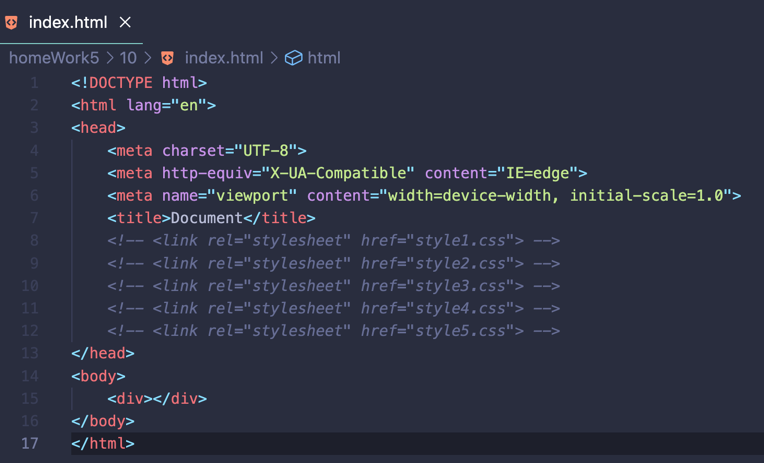 index.html ×
homeWork5 > 10 > index.html > html
1 <!DOCTYPE html>
2 <html lang="en">
3 <head>
4     <meta charset="UTF-8">
5     <meta http-equiv="X-UA-Compatible" content="IE=edge">
6     <meta name="viewport" content="width=device-width, initial-scale=1.0">
7     <title>Document</title>
8     <!-- <link rel="stylesheet" href="style1.css"> -->
9     <!-- <link rel="stylesheet" href="style2.css"> -->
10     <!-- <link rel="stylesheet" href="style3.css"> -->
11     <!-- <link rel="stylesheet" href="style4.css"> -->
12     <!-- <link rel="stylesheet" href="style5.css"> -->
13 </head>
14 <body>
15     <div></div>
16 </body>
17 </html>